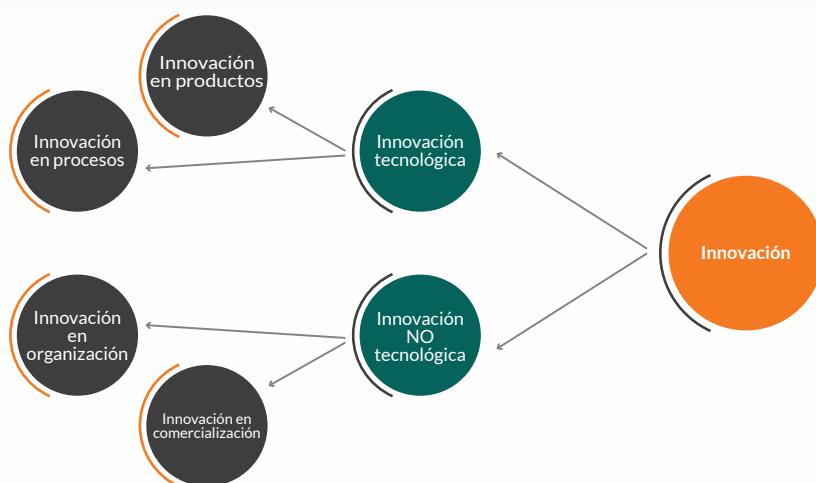 Innovación
en productos
Innovación
en procesos
Innovación
tecnológica
Innovación
Innovación
en
organización
Innovación
NO
tecnológica
Innovación en
comercialización